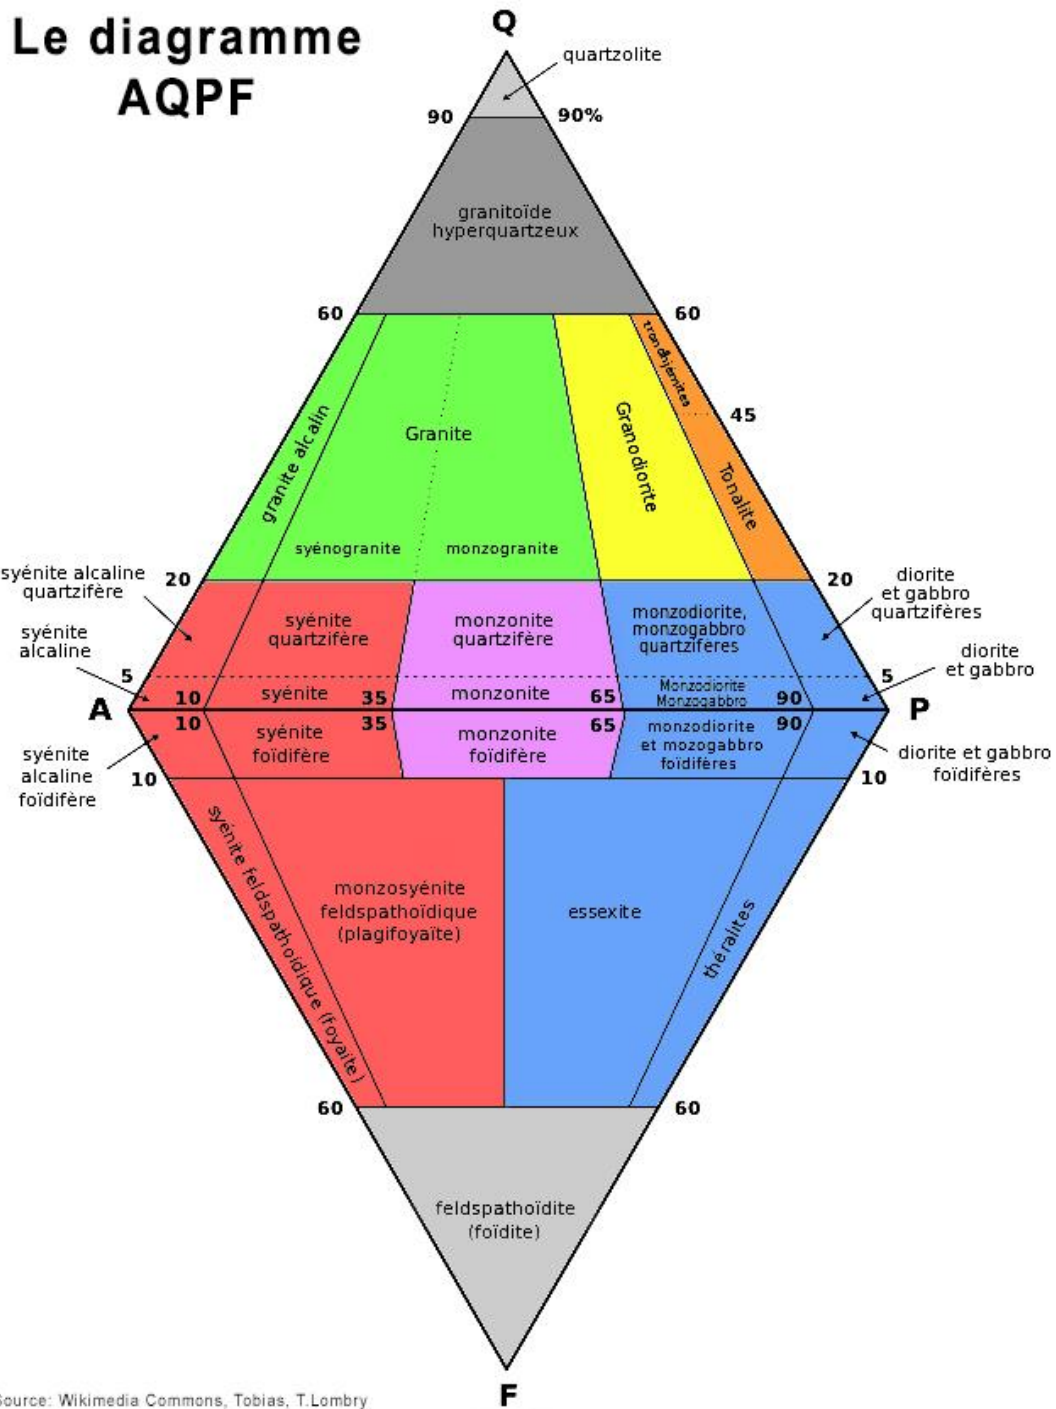 Le diagramme
AQPF
Q
quartzolite
90
90%
granitoïde
hyperquartzeux
60
60
trondhjémites
45
granite alcalin
Granite
Granodiorite
Tonalite
syénogranite
monzogranite
syénite alcaline
quartzifère
20
20
diorite
et gabbro
quartzifères
syénite
quartzifère
monzonite
quartzifère
monzodiorite,
monzogabbro
quartzifères
syénite
alcaline
5
5
diorite
et gabbro
A
10
syénite
35
monzonite
65
Monzodiorite
Monzogabbro
90
P
10
syénite
foïdifère
35
monzonite
foïdifère
65
monzodiorite
et mozogabbro
foïdifères
90
syénite
alcaline
foïdifère
10
10
diorite et gabbro
foïdifères
syénite feldspathoidique (foyaite)
monzosyénite
feldspathoïdique
(plagifoyaïte)
essexite
théralites
60
60
feldspathoïdite
(foïdite)
F
Source: Wikimedia Commons, Tobias, T.Lombry